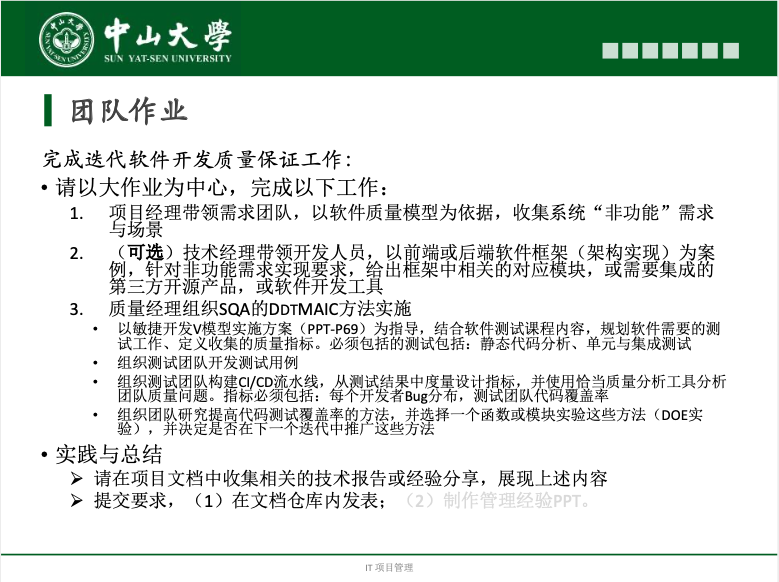 中山大學
SUN YAT-SEN UNIVERSITY
团队作业
完成迭代软件开发质量保证工作：
• 请以大作业为中心，完成以下工作：
1. 项目经理带领需求团队，以软件质量模型为依据，收集系统“非功能”需求
与场景
2. （可选）技术经理带领开发人员，以前端或后端软件框架（架构实现）为案
例，针对非功能需求实现要求，给出框架中相关的对应模块，或需要集成的
第三方开源产品，或软件开发工具
3. 质量经理组织SQA的DDTMAIC方法实施
• 以敏捷开发V模型实施方案（PPT-P69）为指导，结合软件测试课程内容，规划软件需要的测
试工作、定义收集的质量指标。必须包括的测试包括：静态代码分析、单元与集成测试
• 组织测试团队开发测试用例
• 组织测试团队构建CI/CD流水线，从测试结果中度量设计指标，并使用恰当质量分析工具分析
团队质量问题。指标必须包括：每个开发者Bug分布，测试团队代码覆盖率
• 组织团队研究提高代码测试覆盖率的方法，并选择一个函数或模块实验这些方法（DOE实
验），并决定是否在下一个迭代中推广这些方法
• 实践与总结
➢ 请在项目文档中收集相关的技术报告或经验分享，展现上述内容
➢ 提交要求，（1）在文档仓库内发表；（2）制作管理经验PPT。
IT 项目管理